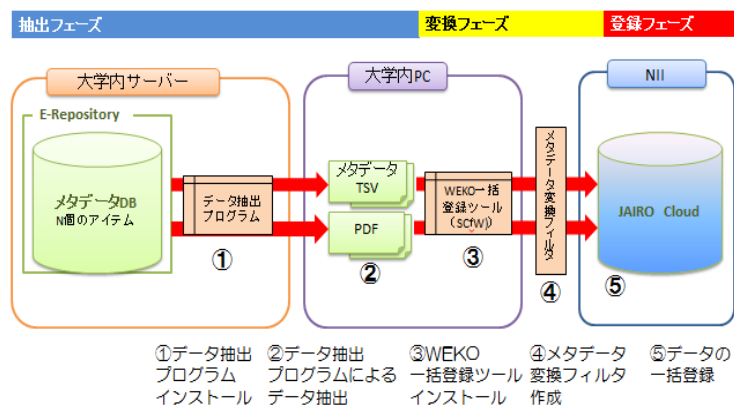 抽出フェーズ
変換フェーズ
登録フェーズ
大学内サーバー
大学内PC
NII
E-Repository
メタデータDB
N個のアイテム
データ抽出
プログラム
メタデータ
TSV
PDF
WEKO一括
登録ツール
(SCfW)
メタデータ変換フィルタ
JAIRO Cloud
①
②
③
④
⑤
①データ抽出
プログラム
インストール
②データ抽出
プログラムによる
データ抽出
③WEKO
一括登録ツール
インストール
④メタデータ
変換フィルタ
作成
⑤データの
一括登録